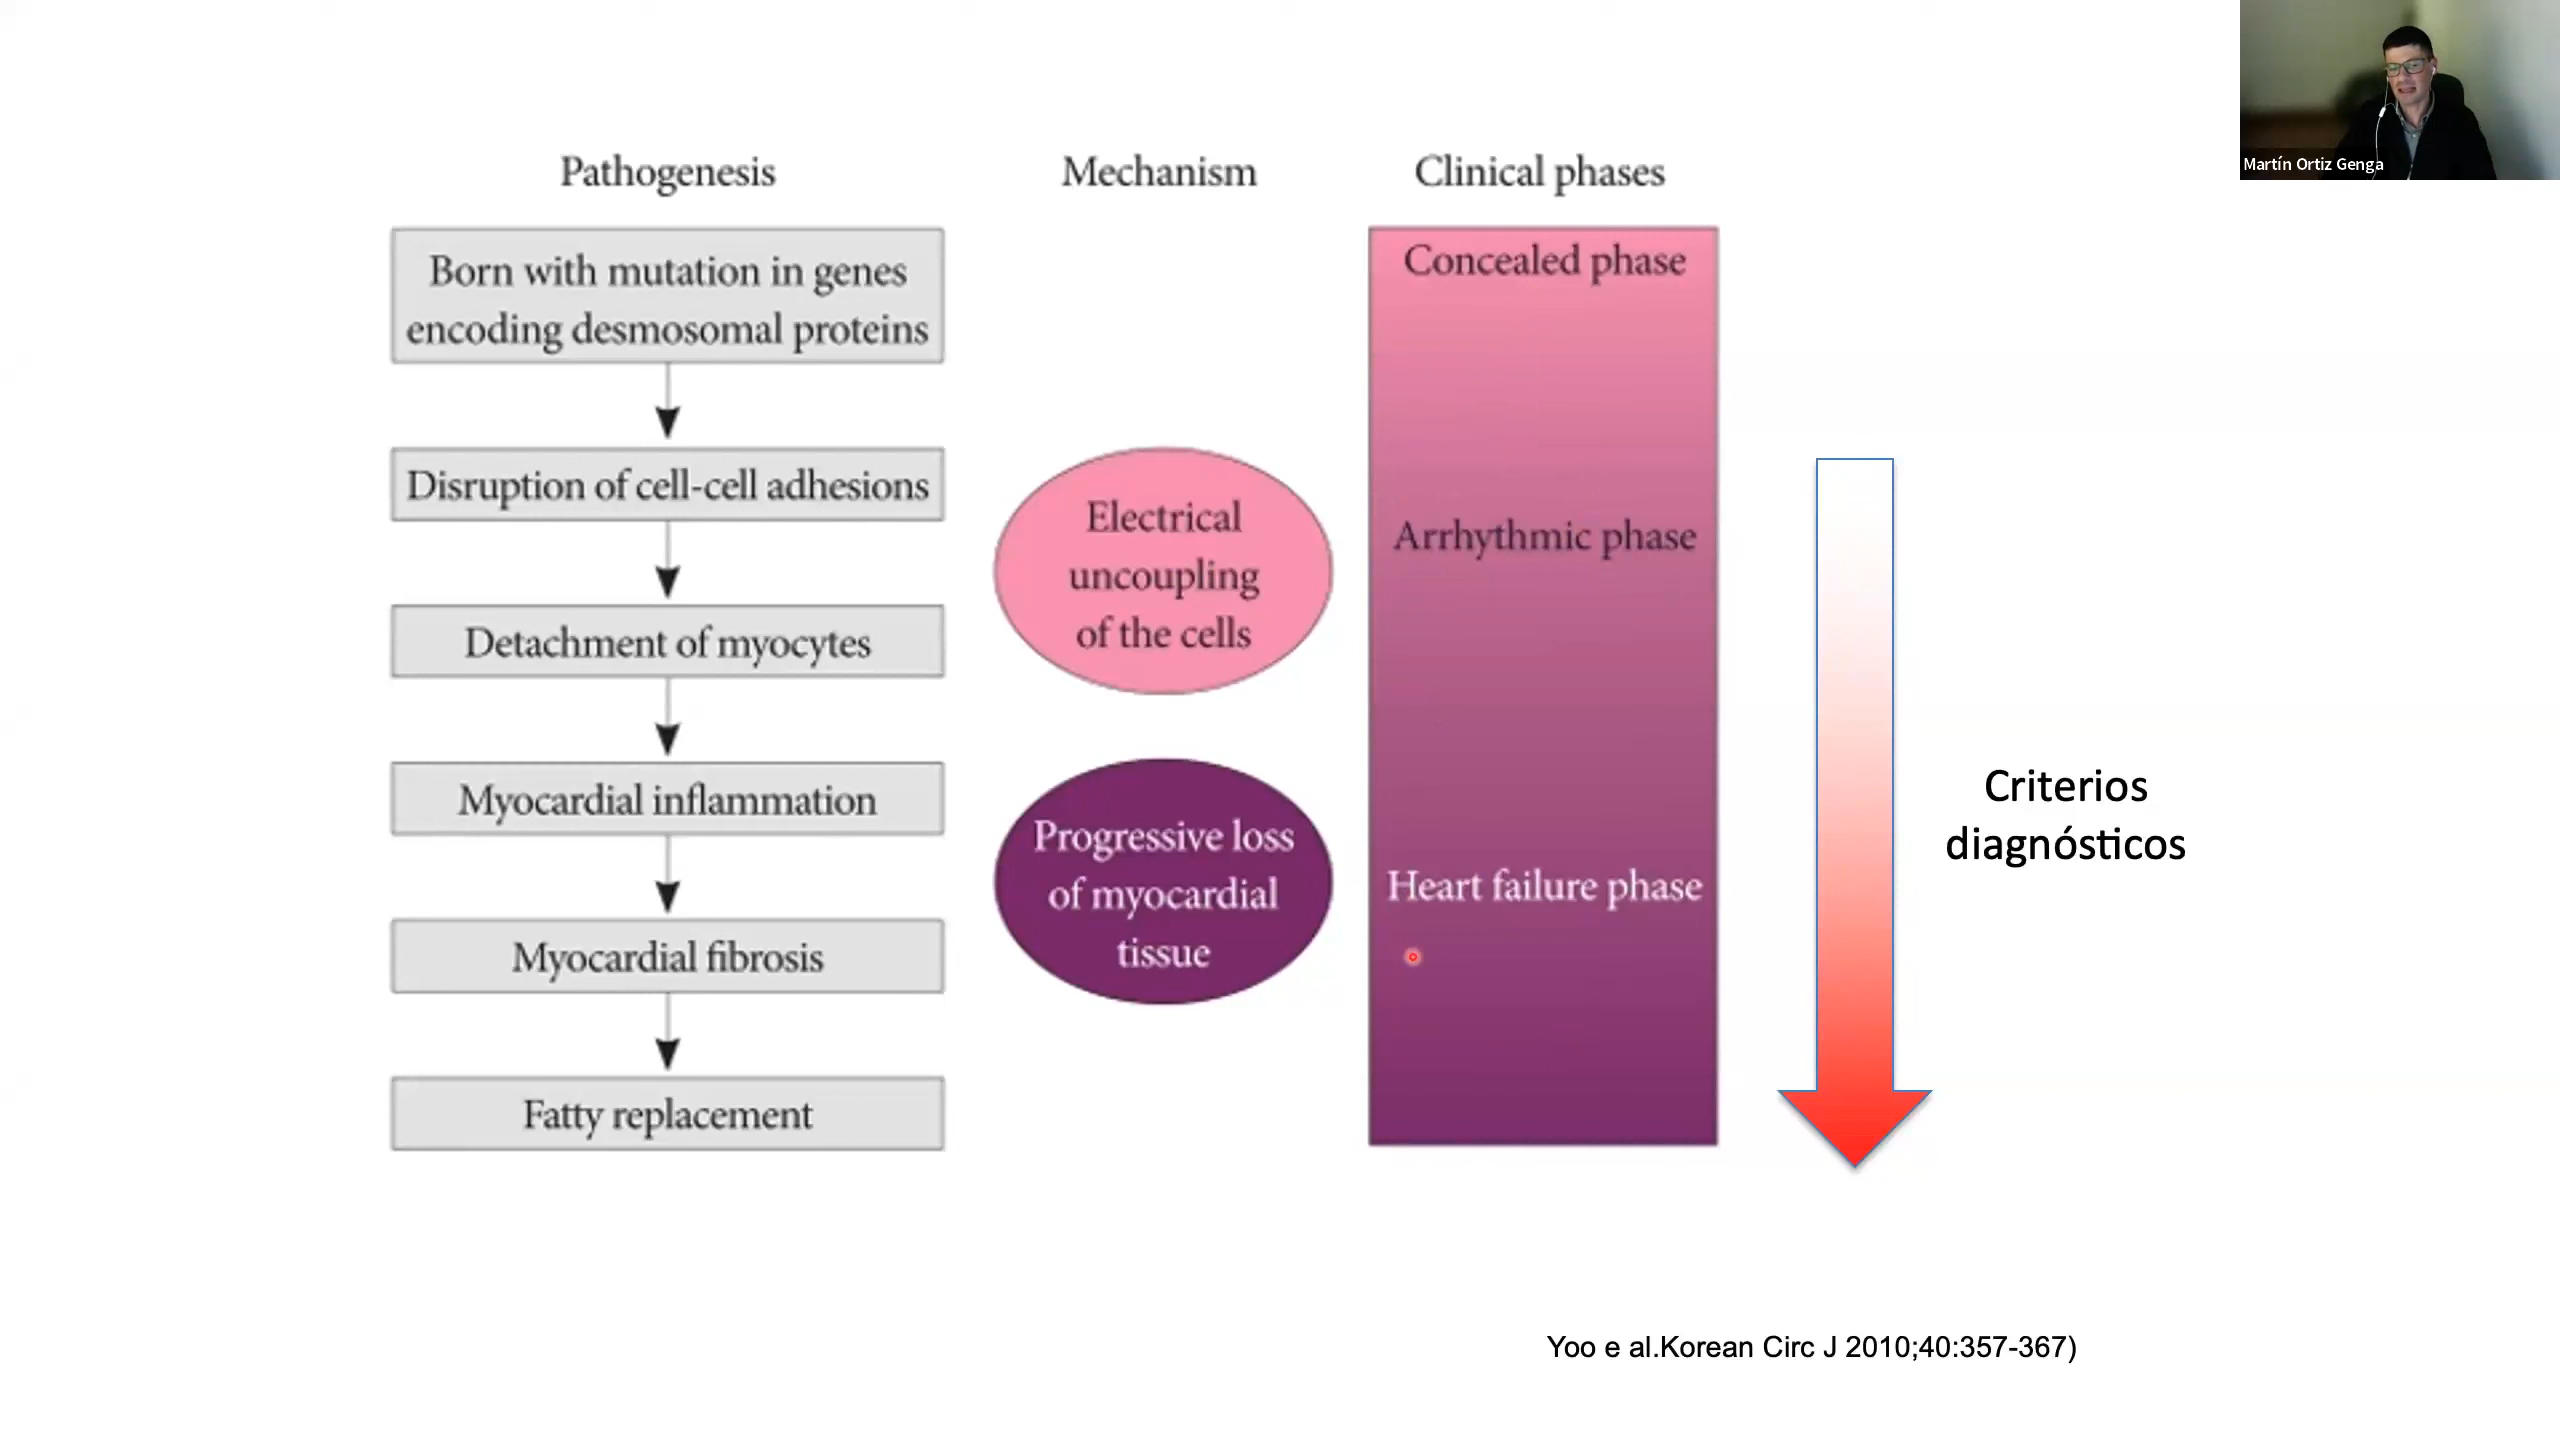 Martín Ortiz Genga
Pathogenesis
Born with mutation in genes
encoding desmosomal proteins
Disruption of cell-cell adhesions
Detachment of myocytes
Myocardial inflammation
Myocardial fibrosis
Fatty replacement
Mechanism
Electrical
uncoupling
of the cells
Progressive loss
of myocardial
tissue
Clinical phases
Concealed phase
Arrhythmic phase
Heart failure phase
Criterios
diagnósticos
Yoo e al.Korean Circ J 2010;40:357-367)